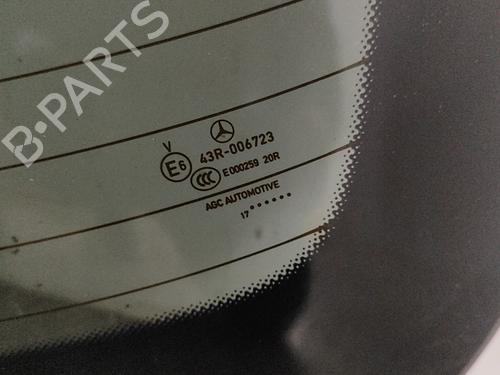 B·PARTS
V
E6 43R-006723
CCC E000259 20R
AGC AUTOMOTIVE
17 • • • • • •